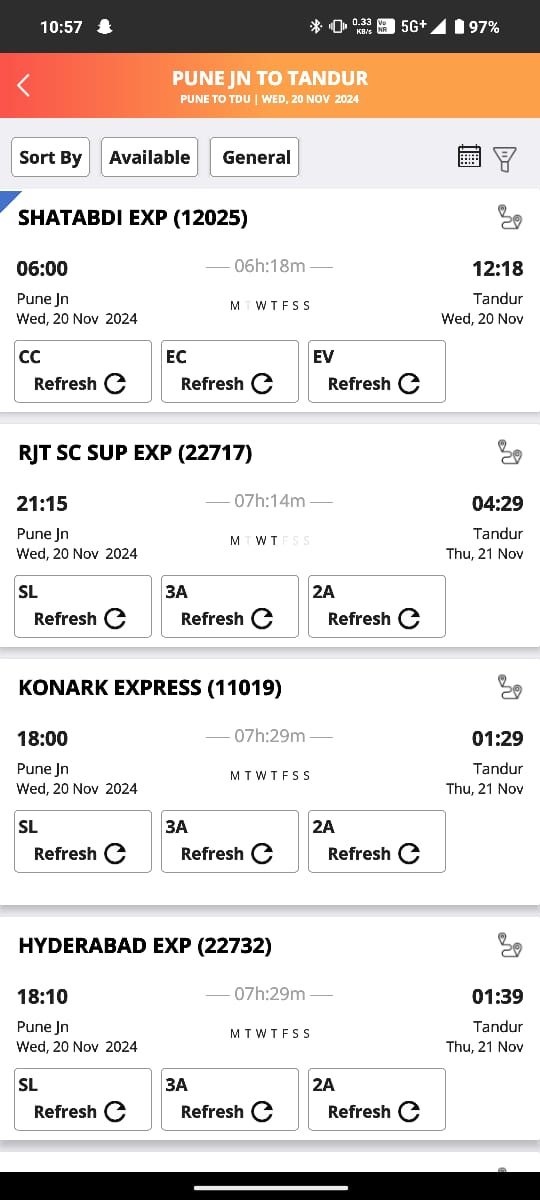 10:57 0.33 KB/s Vo NR 5G+ 97%
PUNE JN TO TANDUR
PUNE TO TDU | WED, 20 NOV 2024
Sort By Available General
SHATABDI EXP (12025)
06:00 06h:18m 12:18
Pune Jn M T W T F S S Tandur
Wed, 20 Nov 2024 Wed, 20 Nov
CC EC EV
Refresh Refresh Refresh
RJT SC SUP EXP (22717)
21:15 07h:14m 04:29
Pune Jn M T W T F S S Tandur
Wed, 20 Nov 2024 Thu, 21 Nov
SL 3A 2A
Refresh Refresh Refresh
KONARK EXPRESS (11019)
18:00 07h:29m 01:29
Pune Jn M T W T F S S Tandur
Wed, 20 Nov 2024 Thu, 21 Nov
SL 3A 2A
Refresh Refresh Refresh
HYDERABAD EXP (22732)
18:10 07h:29m 01:39
Pune Jn M T W T F S S Tandur
Wed, 20 Nov 2024 Thu, 21 Nov
SL 3A 2A
Refresh Refresh Refresh